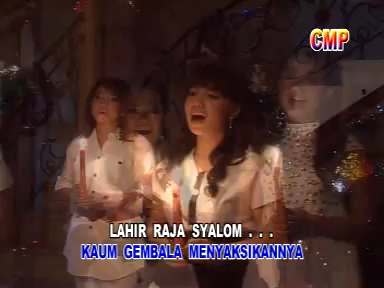 CMP
LAHIR RAJA SYALOM . . .
KAUM GEMBALA MENYAKSIKANNYA